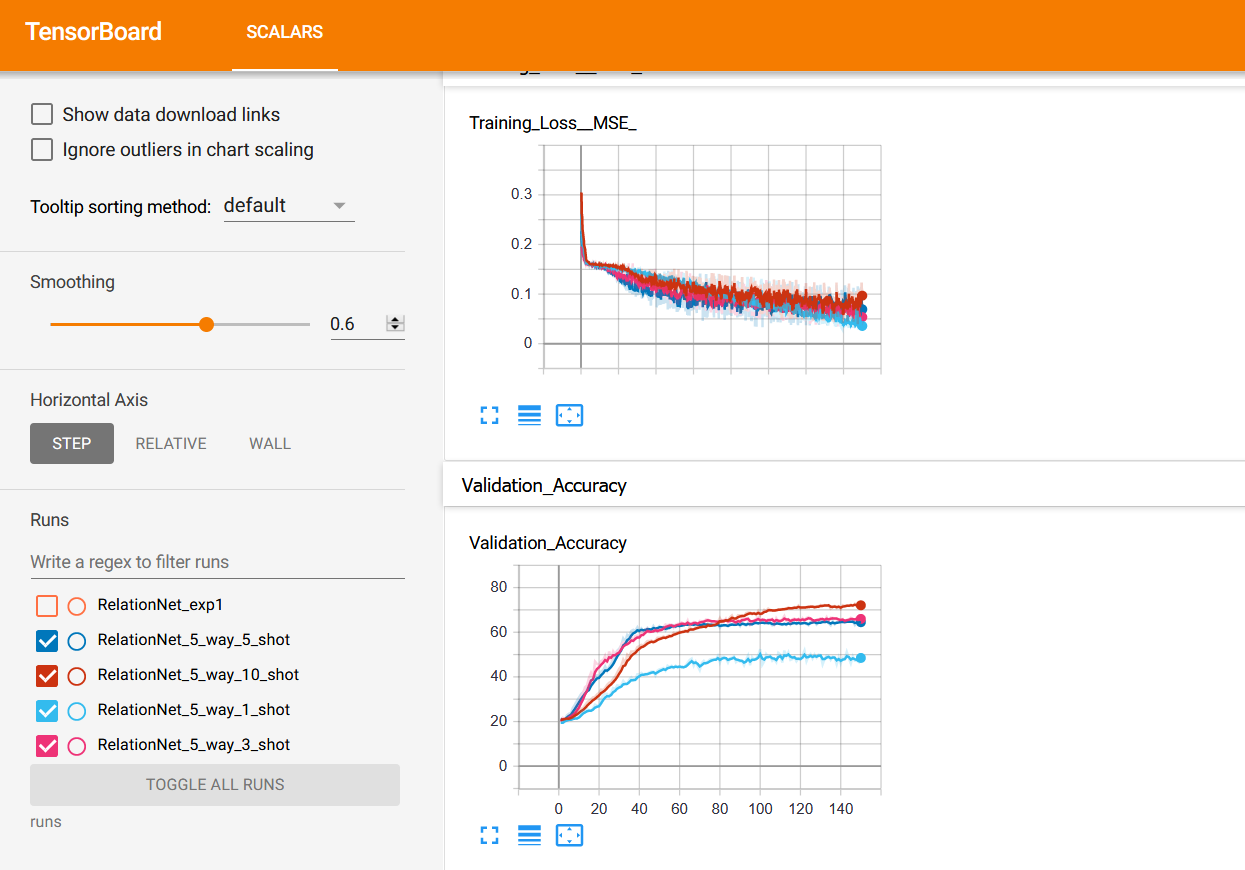 TensorBoard
SCALARS
Show data download links
Ignore outliers in chart scaling
Tooltip sorting method: default
Smoothing
0.6
Horizontal Axis
STEP RELATIVE WALL
Runs
Write a regex to filter runs
RelationNet_exp1
RelationNet_5_way_5_shot
RelationNet_5_way_10_shot
RelationNet_5_way_1_shot
RelationNet_5_way_3_shot
TOGGLE ALL RUNS
runs
Training_Loss__MSE_
0.3
0.2
0.1
0
Validation_Accuracy
Validation_Accuracy
80
60
40
20
0
0 20 40 60 80 100 120 140